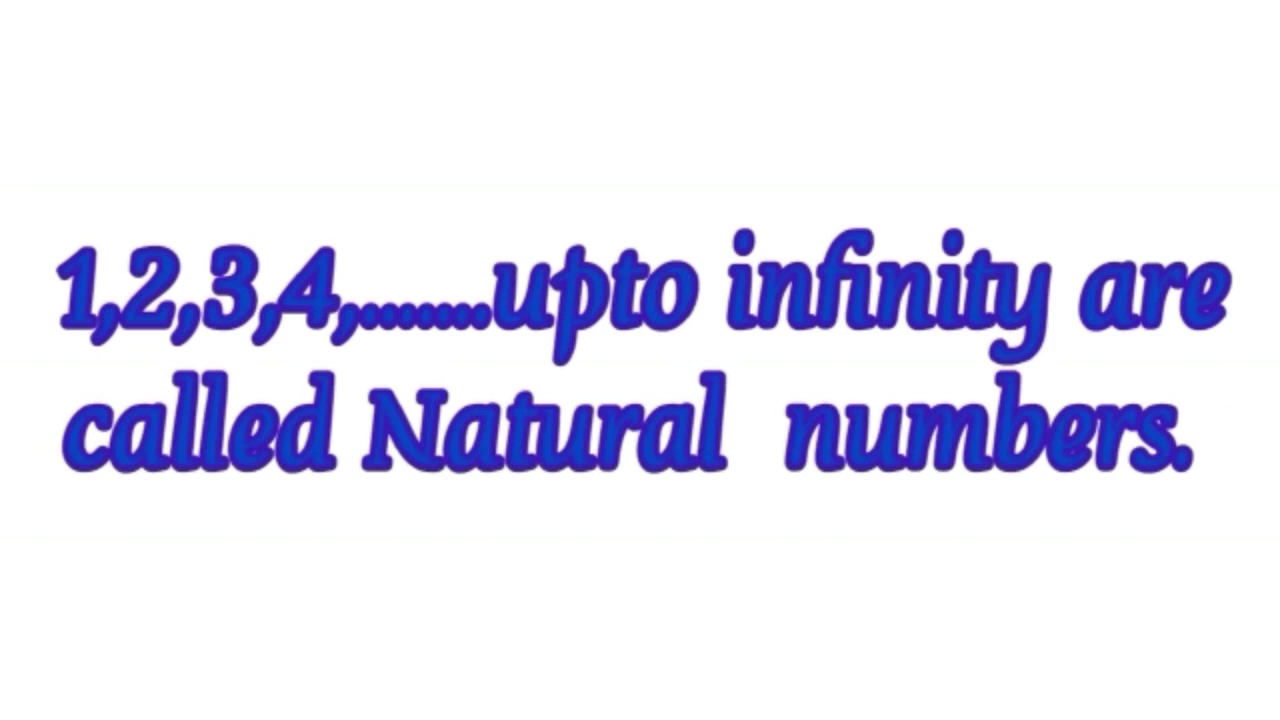 1,2,3,4,.......upto infinity are
called Natural numbers.